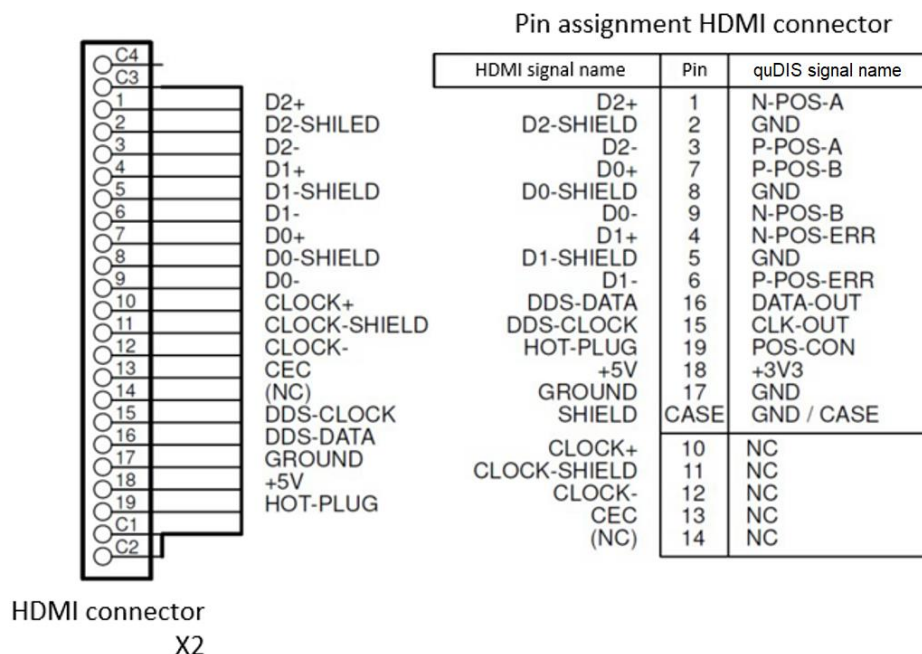 Pin assignment HDMI connector
HDMI signal name Pin quDIS signal name
D2+ 1 N-POS-A
D2-SHIELD 2 GND
D2- 3 P-POS-A
D0+ 7 P-POS-B
D0-SHIELD 8 GND
D0- 9 N-POS-B
D1+ 4 N-POS-ERR
D1-SHIELD 5 GND
D1- 6 P-POS-ERR
DDS-DATA 16 DATA-OUT
DDS-CLOCK 15 CLK-OUT
HOT-PLUG 19 POS-CON
+5V 18 +3V3
GROUND 17 GND
SHIELD CASE GND / CASE
CLOCK+ 10 NC
CLOCK-SHIELD 11 NC
CLOCK- 12 NC
CEC 13 NC
(NC) 14 NC
C4
C3
1 D2+
2 D2-SHILED
3 D2-
4 D1+
5 D1-SHIELD
6 D1-
7 D0+
8 D0-SHIELD
9 D0-
10 CLOCK+
11 CLOCK-SHIELD
12 CLOCK-
13 CEC
14 (NC)
15 DDS-CLOCK
16 DDS-DATA
17 GROUND
18 +5V
19 HOT-PLUG
C1
C2
HDMI connector
X2